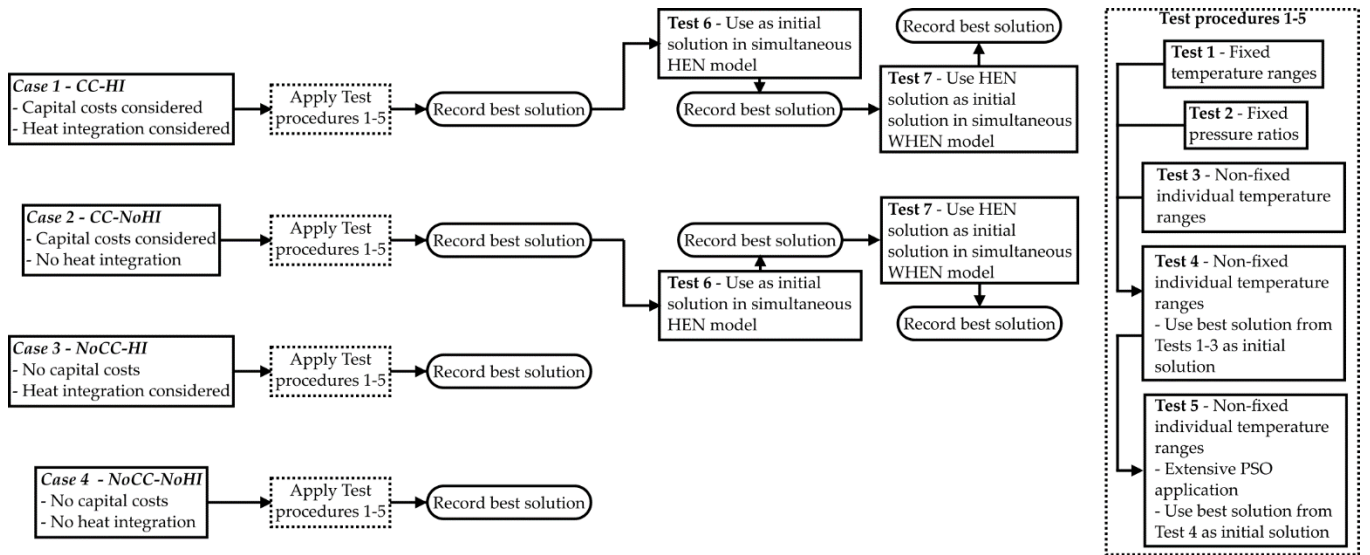 Case 1 - CC-HI
- Capital costs considered
- Heat integration considered
Apply Test
procedures 1-5
Record best solution
Test 6 - Use as initial
solution in simultaneous
HEN model
Record best solution
Test 7 - Use HEN
solution as initial
solution in simultaneous
WHEN model
Record best solution
Case 2 - CC-NoHI
- Capital costs considered
- No heat integration
Apply Test
procedures 1-5
Record best solution
Test 6 - Use as initial
solution in simultaneous
HEN model
Record best solution
Test 7 - Use HEN
solution as initial
solution in simultaneous
WHEN model
Record best solution
Case 3 - NoCC-HI
- No capital costs
- Heat integration considered
Apply Test
procedures 1-5
Record best solution
Case 4 - NoCC-NoHI
- No capital costs
- No heat integration
Apply Test
procedures 1-5
Record best solution
Test procedures 1-5
Test 1 - Fixed
temperature ranges
Test 2 - Fixed
pressure ratios
Test 3 - Non-fixed
individual temperature
ranges
Test 4 - Non-fixed
individual temperature
ranges
- Use best solution from
Tests 1-3 as initial
solution
Test 5 - Non-fixed
individual temperature
ranges
- Extensive PSO
application
- Use best solution from
Test 4 as initial solution